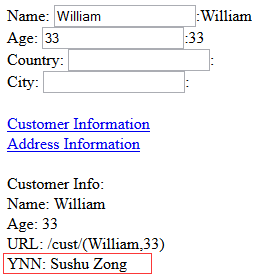 Name: William :William
Age: 33 :33
Country: :
City: :
Customer Information
Address Information
Customer Info:
Name: William
Age: 33
URL: /cust/(William,33)
YNN: Sushu Zong